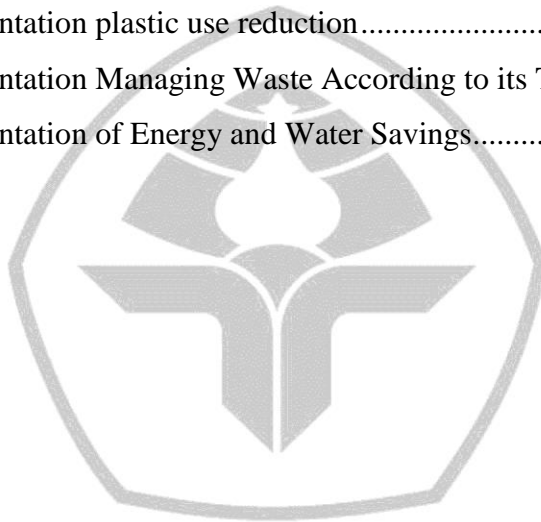 ntation plastic use reduction.......................
ntation Managing Waste According to its
ntation of Energy and Water Savings.........